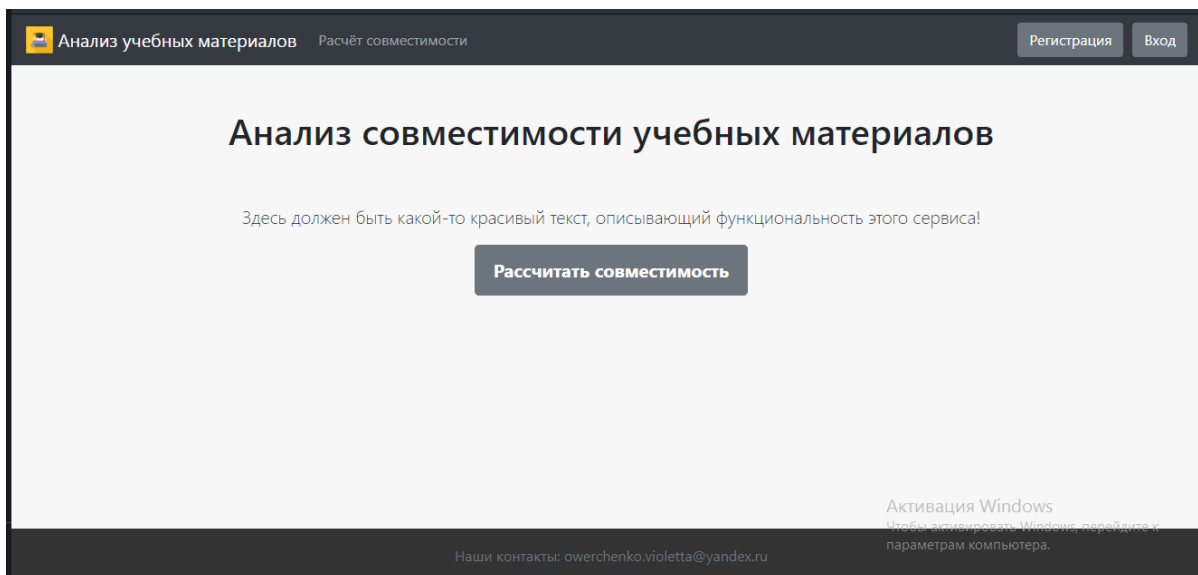 Анализ учебных материалов Расчёт совместимости Регистрация Вход
Анализ совместимости учебных материалов
Здесь должен быть какой-то красивый текст, описывающий функциональность этого сервиса!
Рассчитать совместимость
Активация Windows
Чтобы активировать Windows, перейдите к
параметрам компьютера.
Наши контакты: owerchenko.violetta@yandex.ru